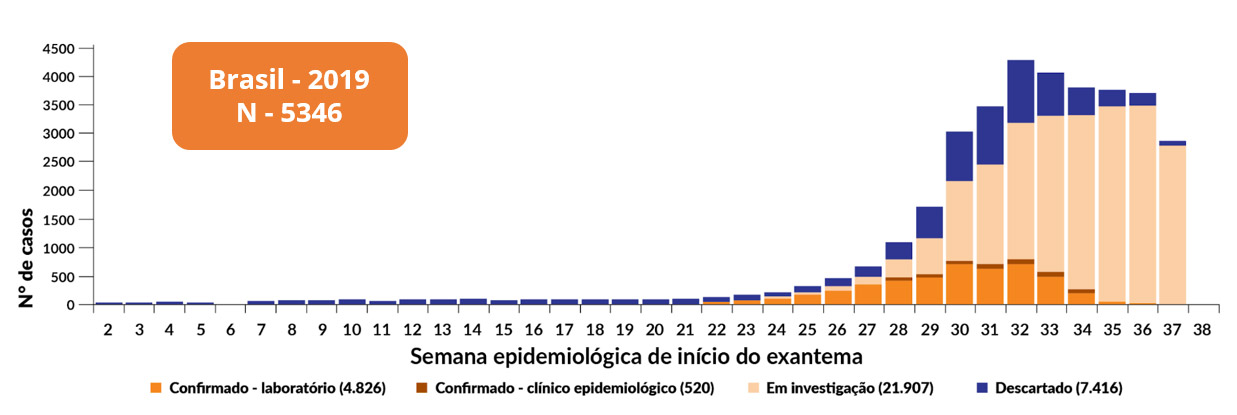 Brasil - 2019
N - 5346
4500
4000
3500
3000
2500
2000
1500
1000
500
0
N° de casos
2 3 4 5 6 7 8 9 10 11 12 13 14 15 16 17 18 19 20 21 22 23 24 25 26 27 28 29 30 31 32 33 34 35 36 37 38
Semana epidemiológica de início do exantema
Confirmado - laboratório (4.826) Confirmado - clínico epidemiológico (520) Em investigação (21.907) Descartado (7.416)